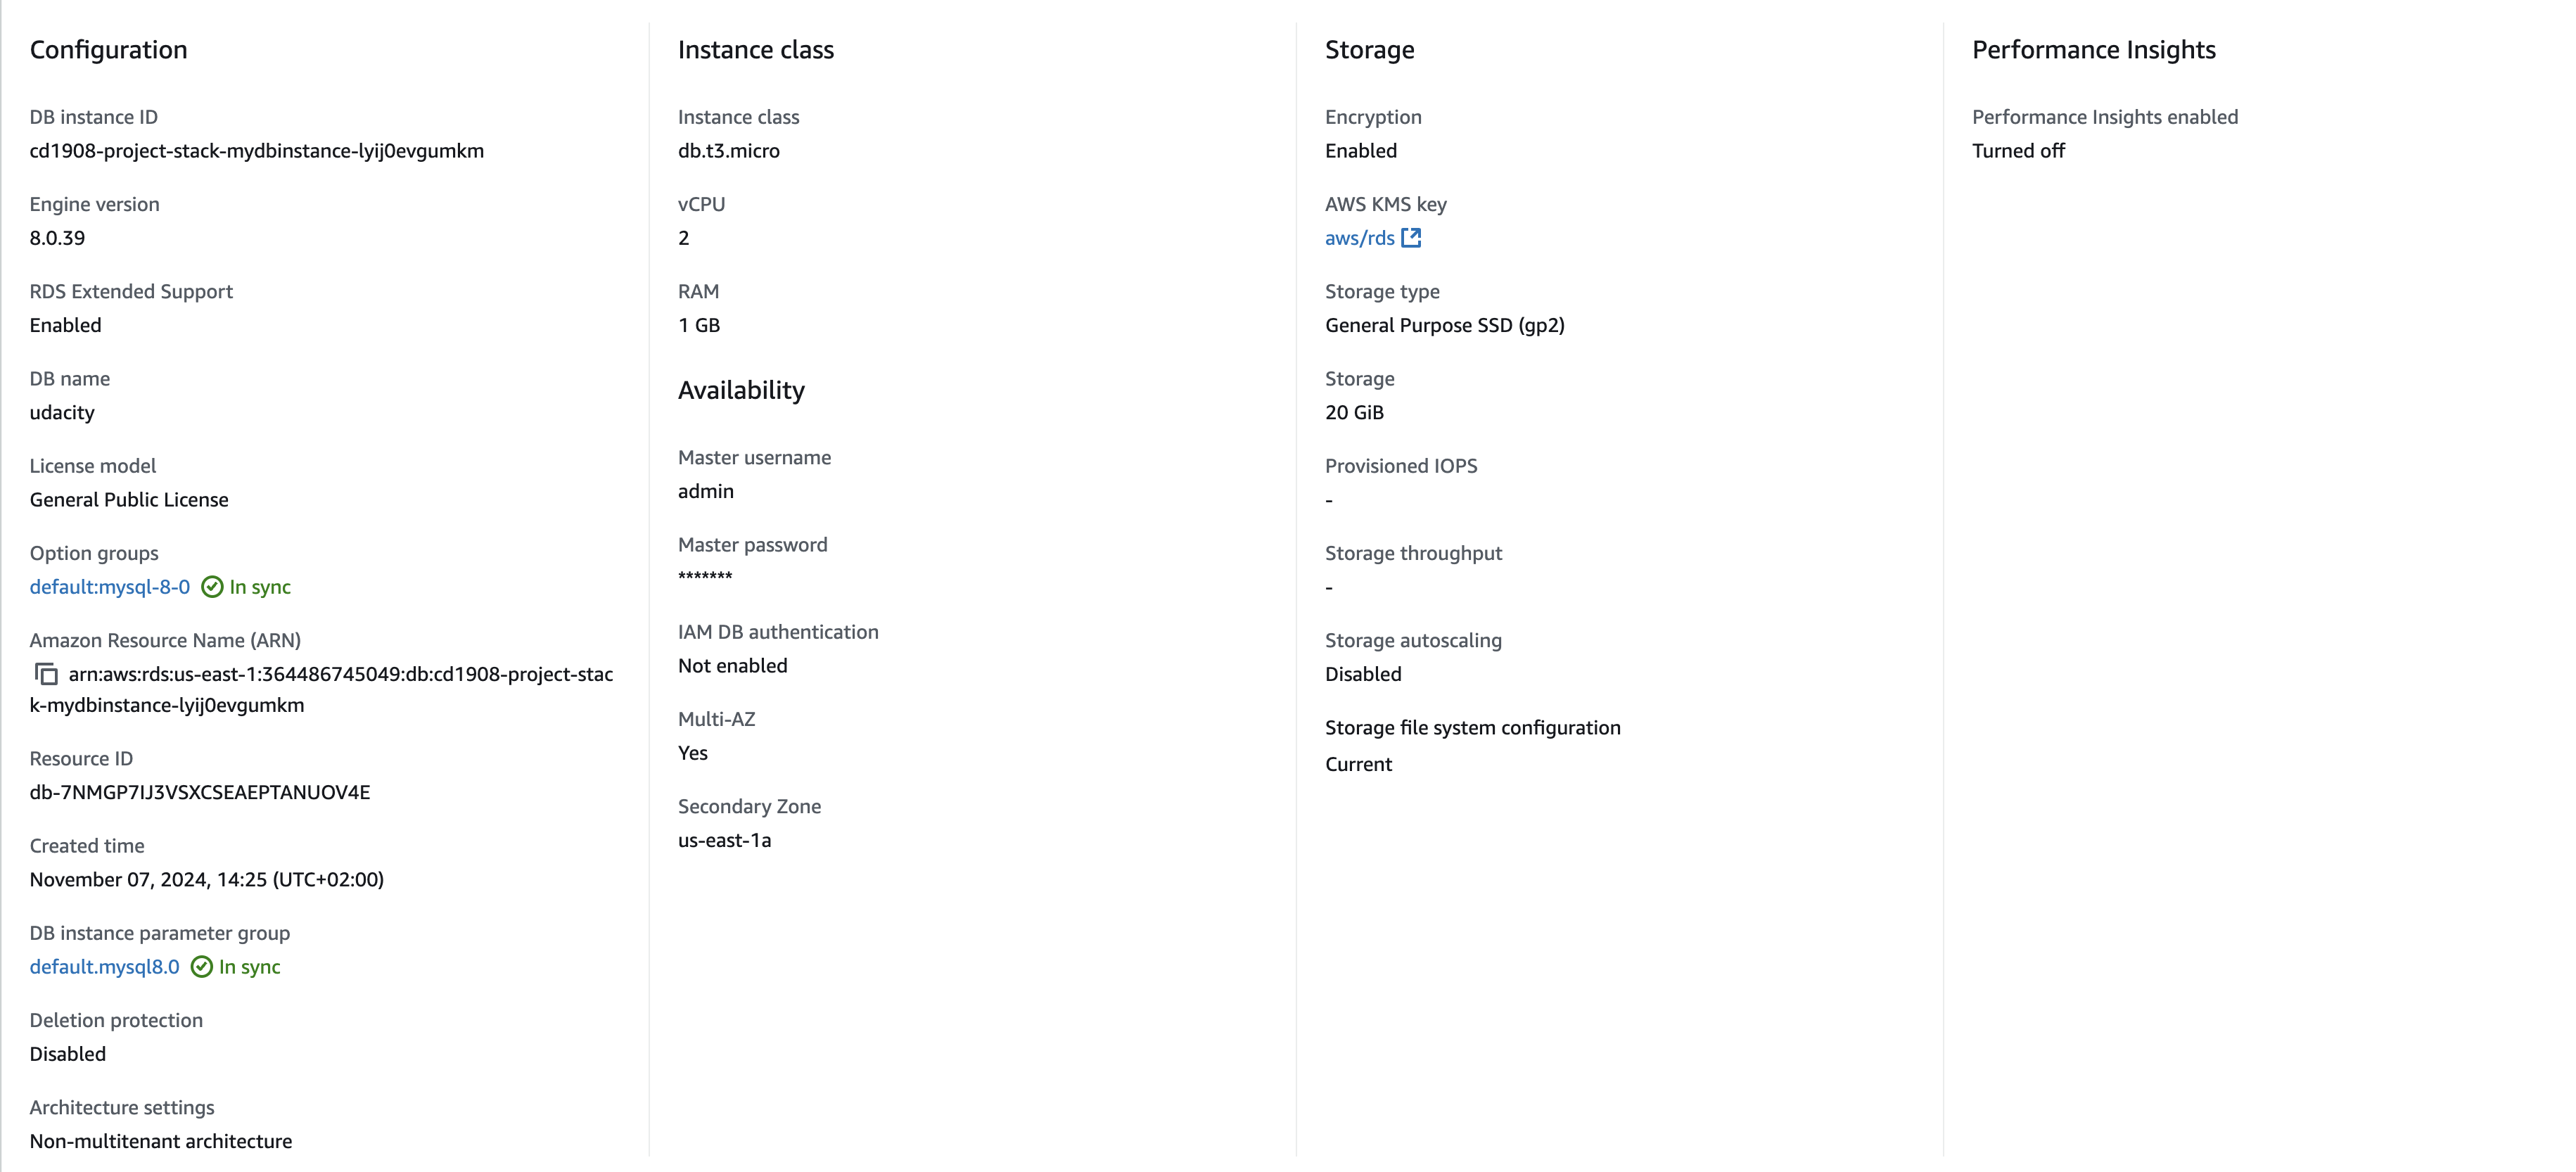 Configuration
DB instance ID
cd1908-project-stack-mydbinstance-lyij0evgumkm
Engine version
8.0.39
RDS Extended Support
Enabled
DB name
udacity
License model
General Public License
Option groups
default:mysql-8-0 In sync
Amazon Resource Name (ARN)
arn:aws:rds:us-east-1:364486745049:db:cd1908-project-stac
k-mydbinstance-lyij0evgumkm
Resource ID
db-7NMGP7IJ3VSXCSEAEPTANUOV4E
Created time
November 07, 2024, 14:25 (UTC+02:00)
DB instance parameter group
default.mysql8.0 In sync
Deletion protection
Disabled
Architecture settings
Non-multitenant architecture
Instance class
Instance class
db.t3.micro
vCPU
2
RAM
1 GB
Availability
Master username
admin
Master password
*******
IAM DB authentication
Not enabled
Multi-AZ
Yes
Secondary Zone
us-east-1a
Storage
Encryption
Enabled
AWS KMS key
aws/rds
Storage type
General Purpose SSD (gp2)
Storage
20 GiB
Provisioned IOPS
-
Storage throughput
-
Storage autoscaling
Disabled
Storage file system configuration
Current
Performance Insights
Performance Insights enabled
Turned off